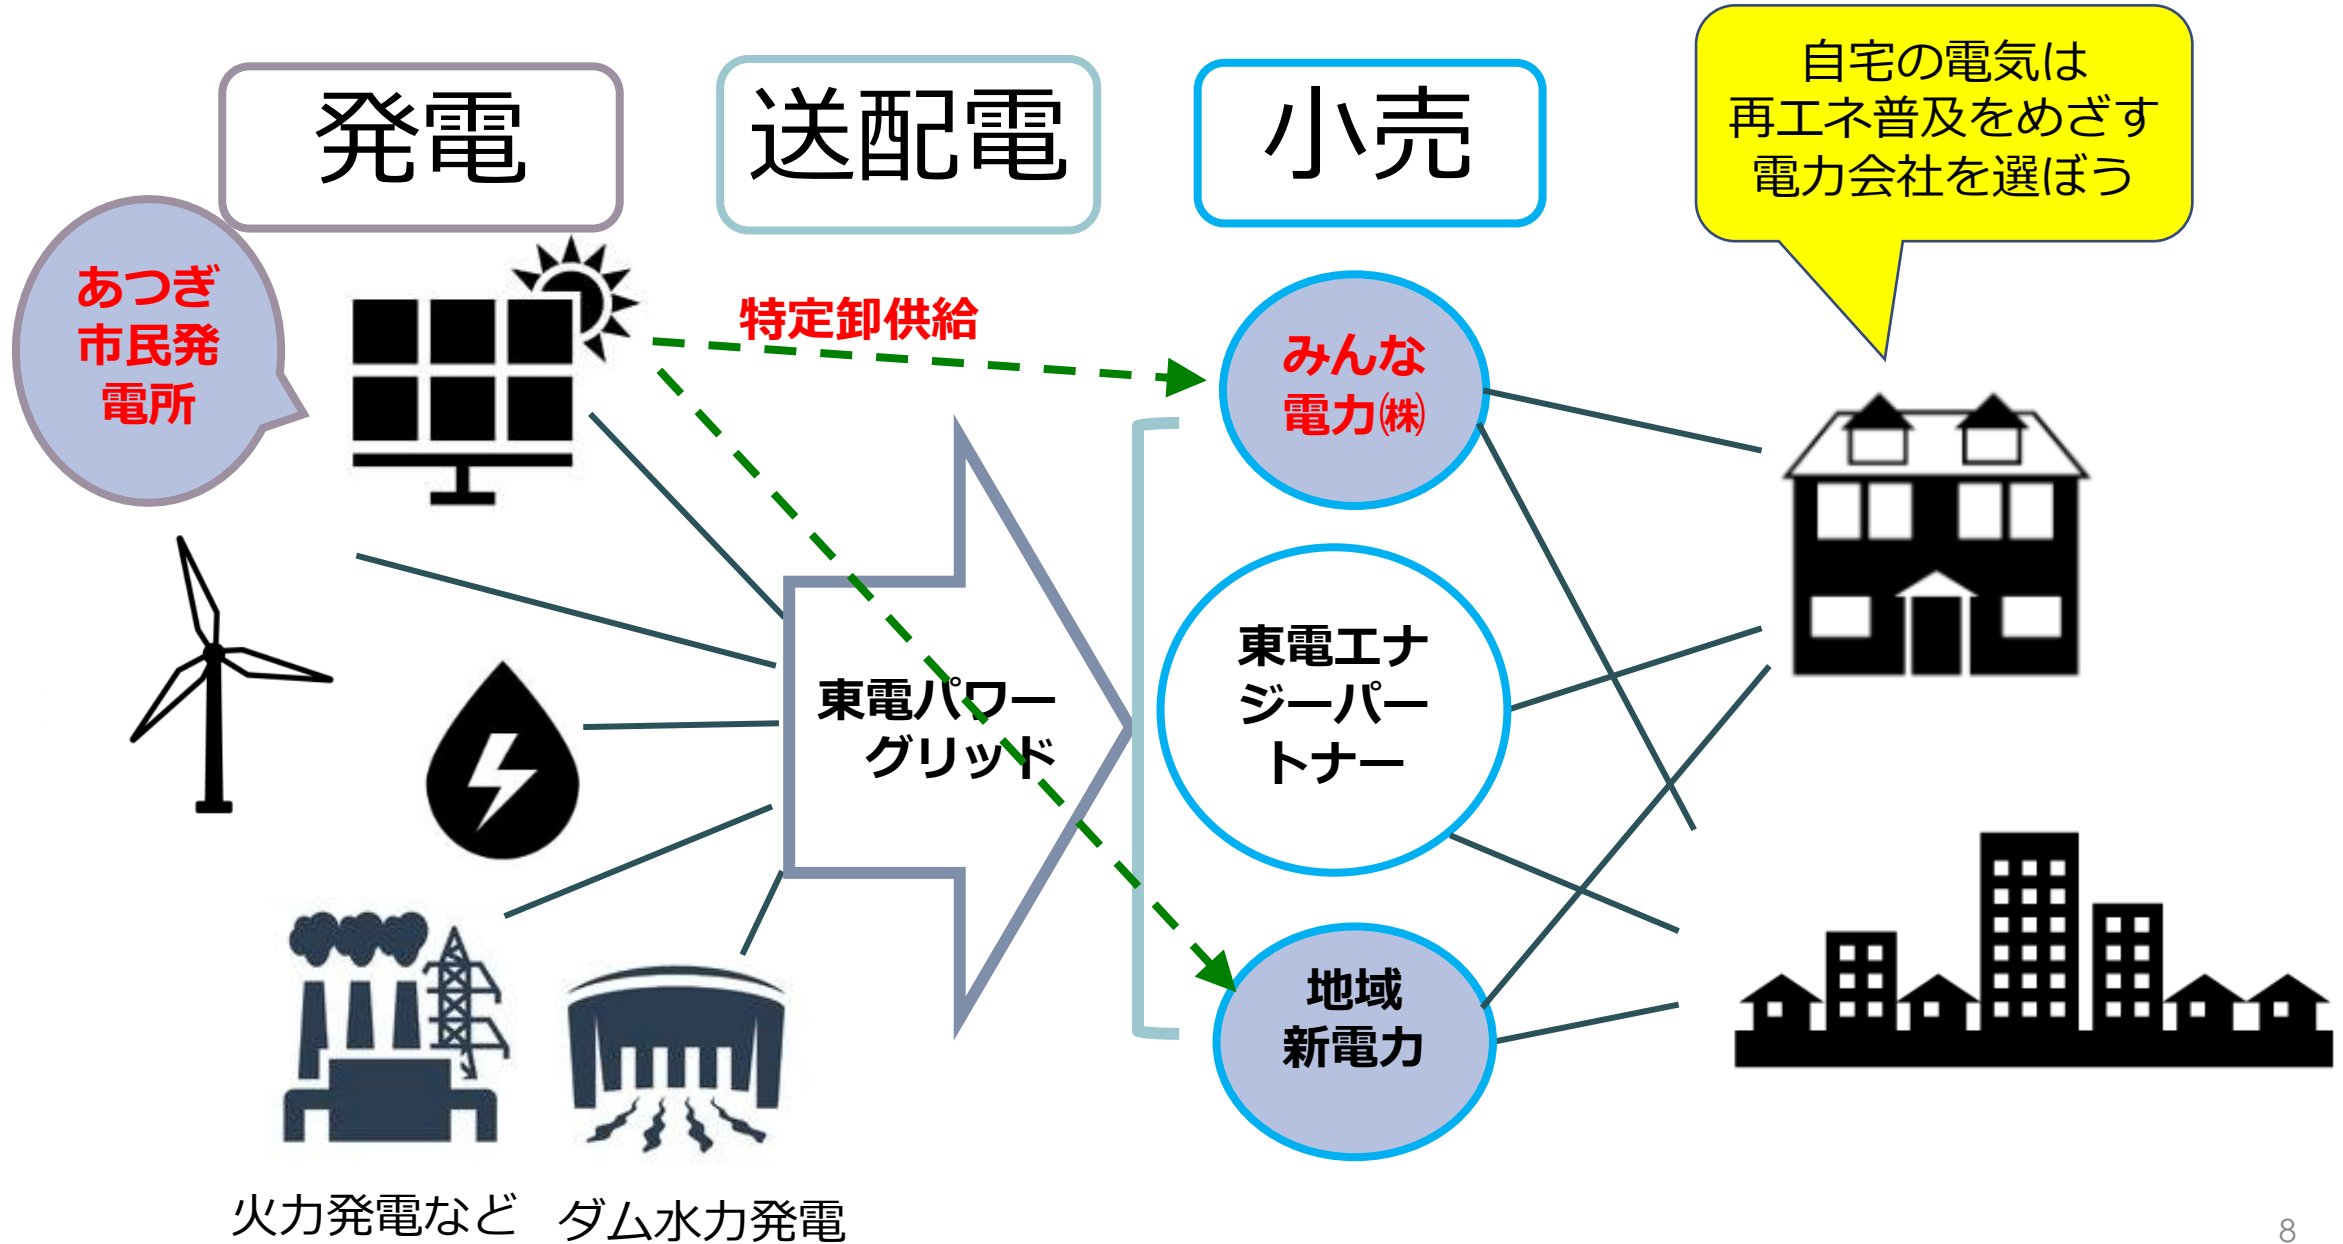 発電
送配電
小売
自宅の電気は
再エネ普及をめざす
電力会社を選ぼう
あつぎ
市民発
電所
特定卸供給
みんな
電力㈱
東電パワー
グリッド
東電エナ
ジーパー
トナー
地域
新電力
火力発電など
ダム水力発電
8